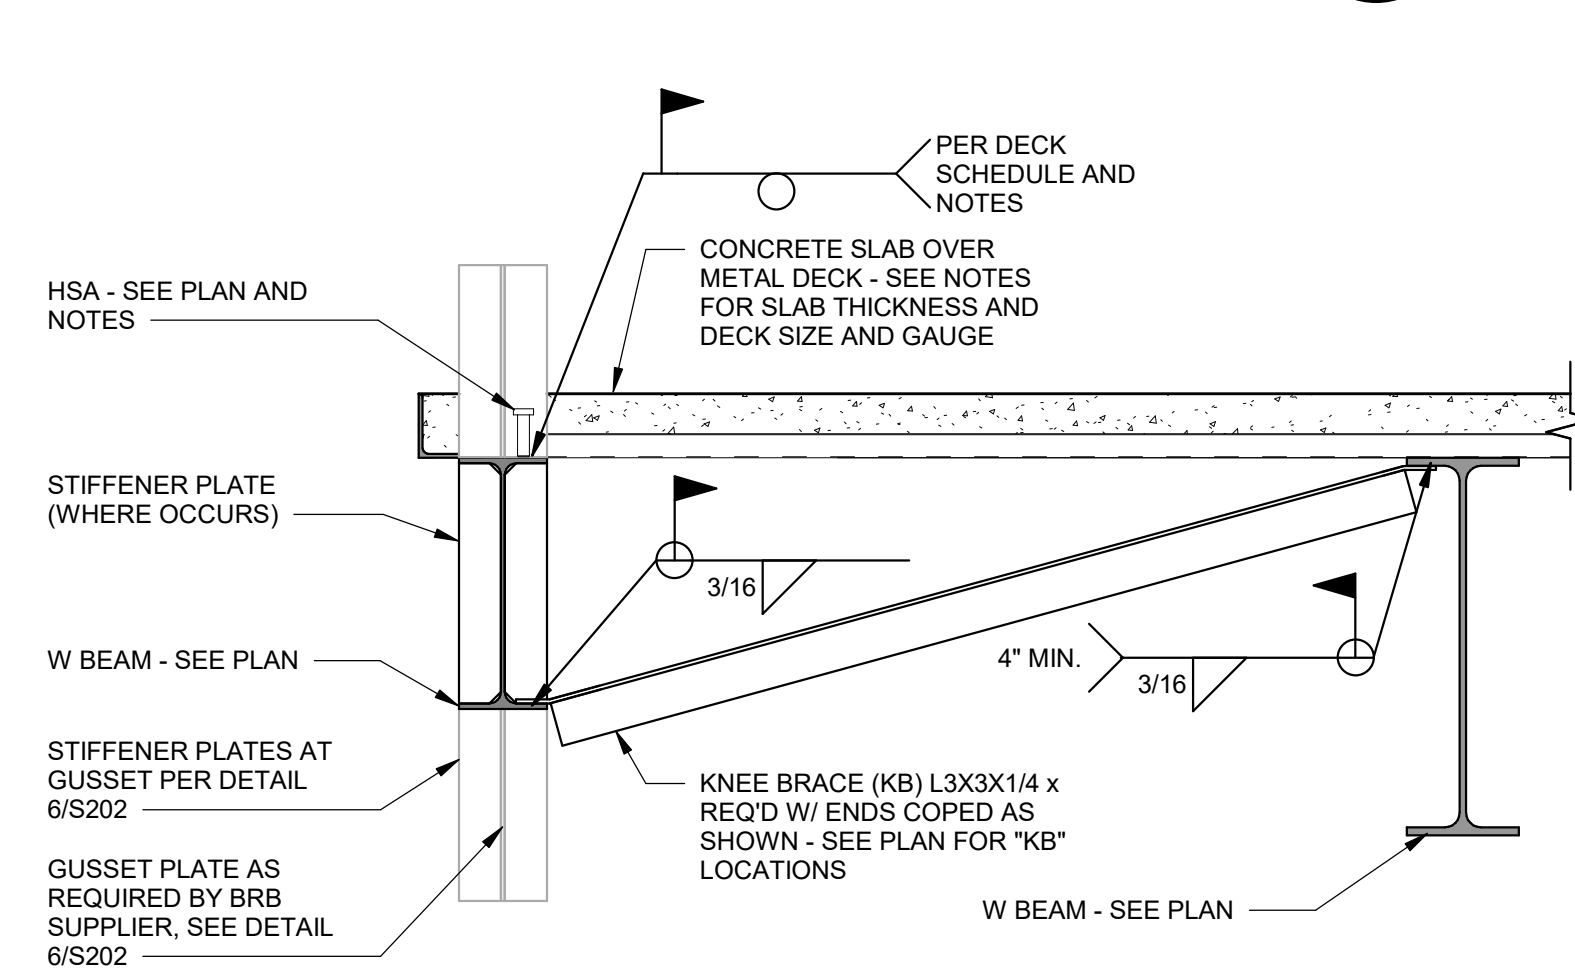 PER DECK
SCHEDULE AND
NOTES
CONCRETE SLAB OVER
METAL DECK - SEE NOTES
FOR SLAB THICKNESS AND
DECK SIZE AND GAUGE
HSA - SEE PLAN AND
NOTES
STIFFENER PLATE
(WHERE OCCURS)
3/16
W BEAM - SEE PLAN
4" MIN.
3/16
STIFFENER PLATES AT
GUSSET PER DETAIL
6/S202
KNEE BRACE (KB) L3X3X1/4 x
REQ'D W/ ENDS COPED AS
SHOWN - SEE PLAN FOR "KB"
LOCATIONS
GUSSET PLATE AS
REQUIRED BY BRB
SUPPLIER, SEE DETAIL
6/S202
W BEAM - SEE PLAN